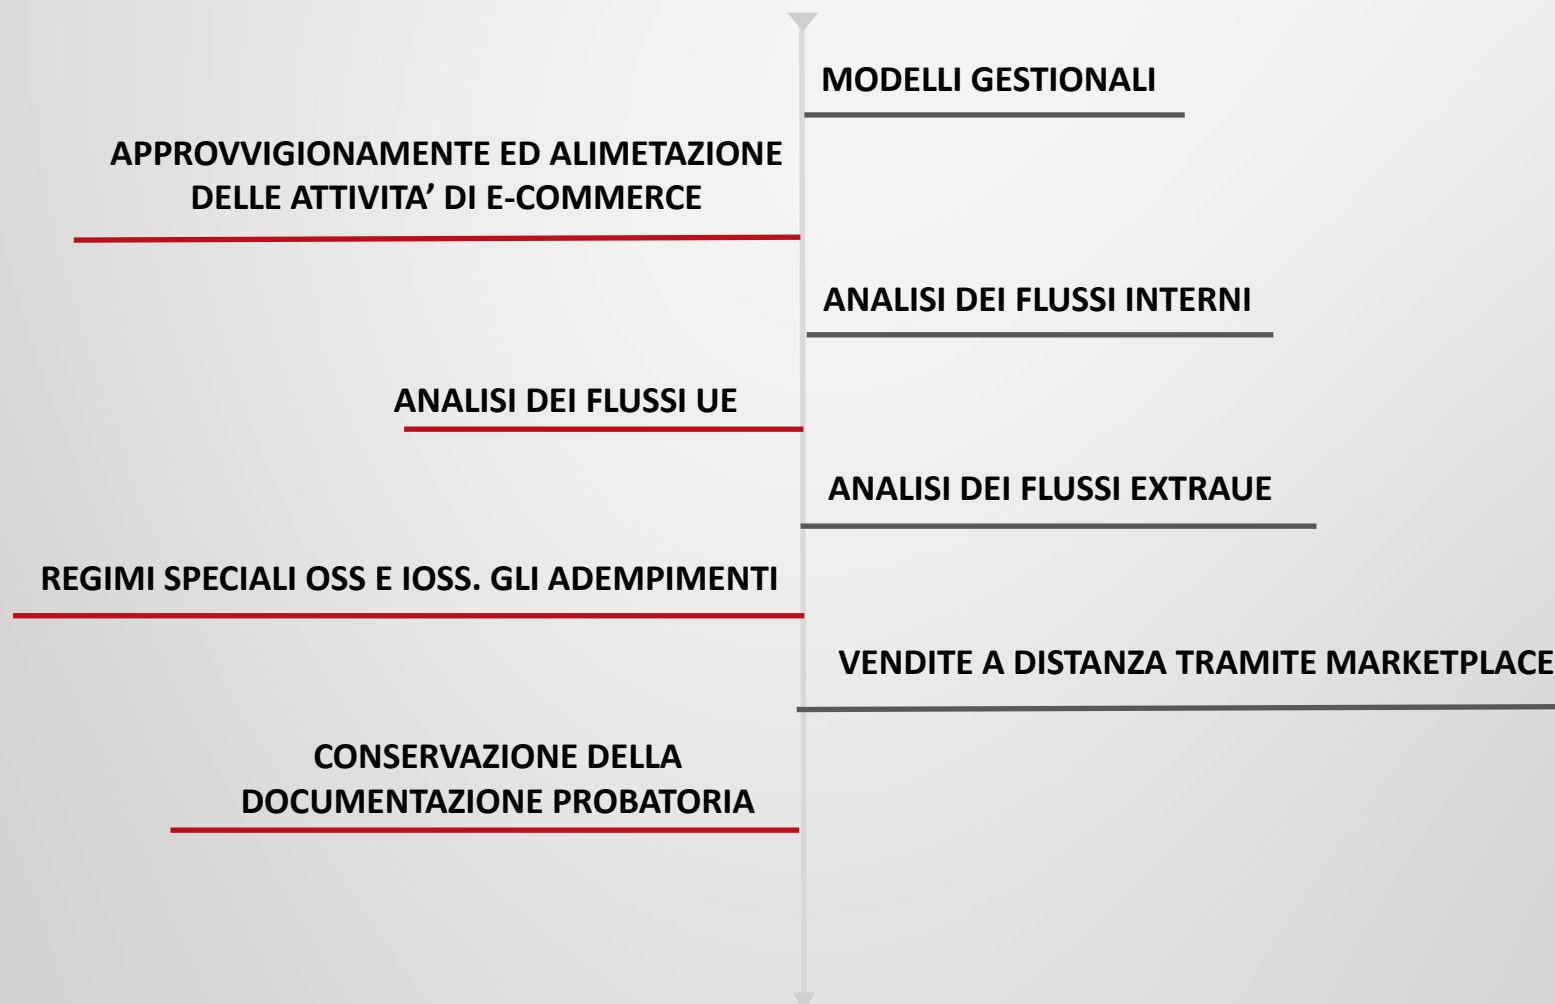 MODELLI GESTIONALI
APPROVVIGIONAMENTE ED ALIMETAZIONE
DELLE ATTIVITA’ DI E-COMMERCE
ANALISI DEI FLUSSI INTERNI
ANALISI DEI FLUSSI UE
ANALISI DEI FLUSSI EXTRAUE
REGIMI SPECIALI OSS E IOSS. GLI ADEMPIMENTI
VENDITE A DISTANZA TRAMITE MARKETPLACE
CONSERVAZIONE DELLA
DOCUMENTAZIONE PROBATORIA